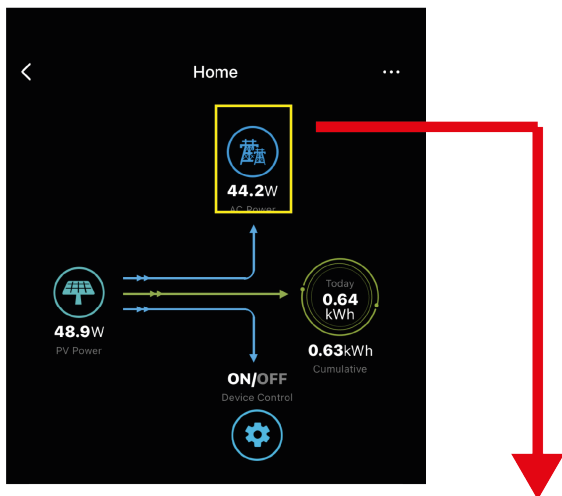 Home
44.2W
AC Power
Today
0.64
kWh
48.9W
PV Power
0.63kWh
Cumulative
ON/OFF
Device Control